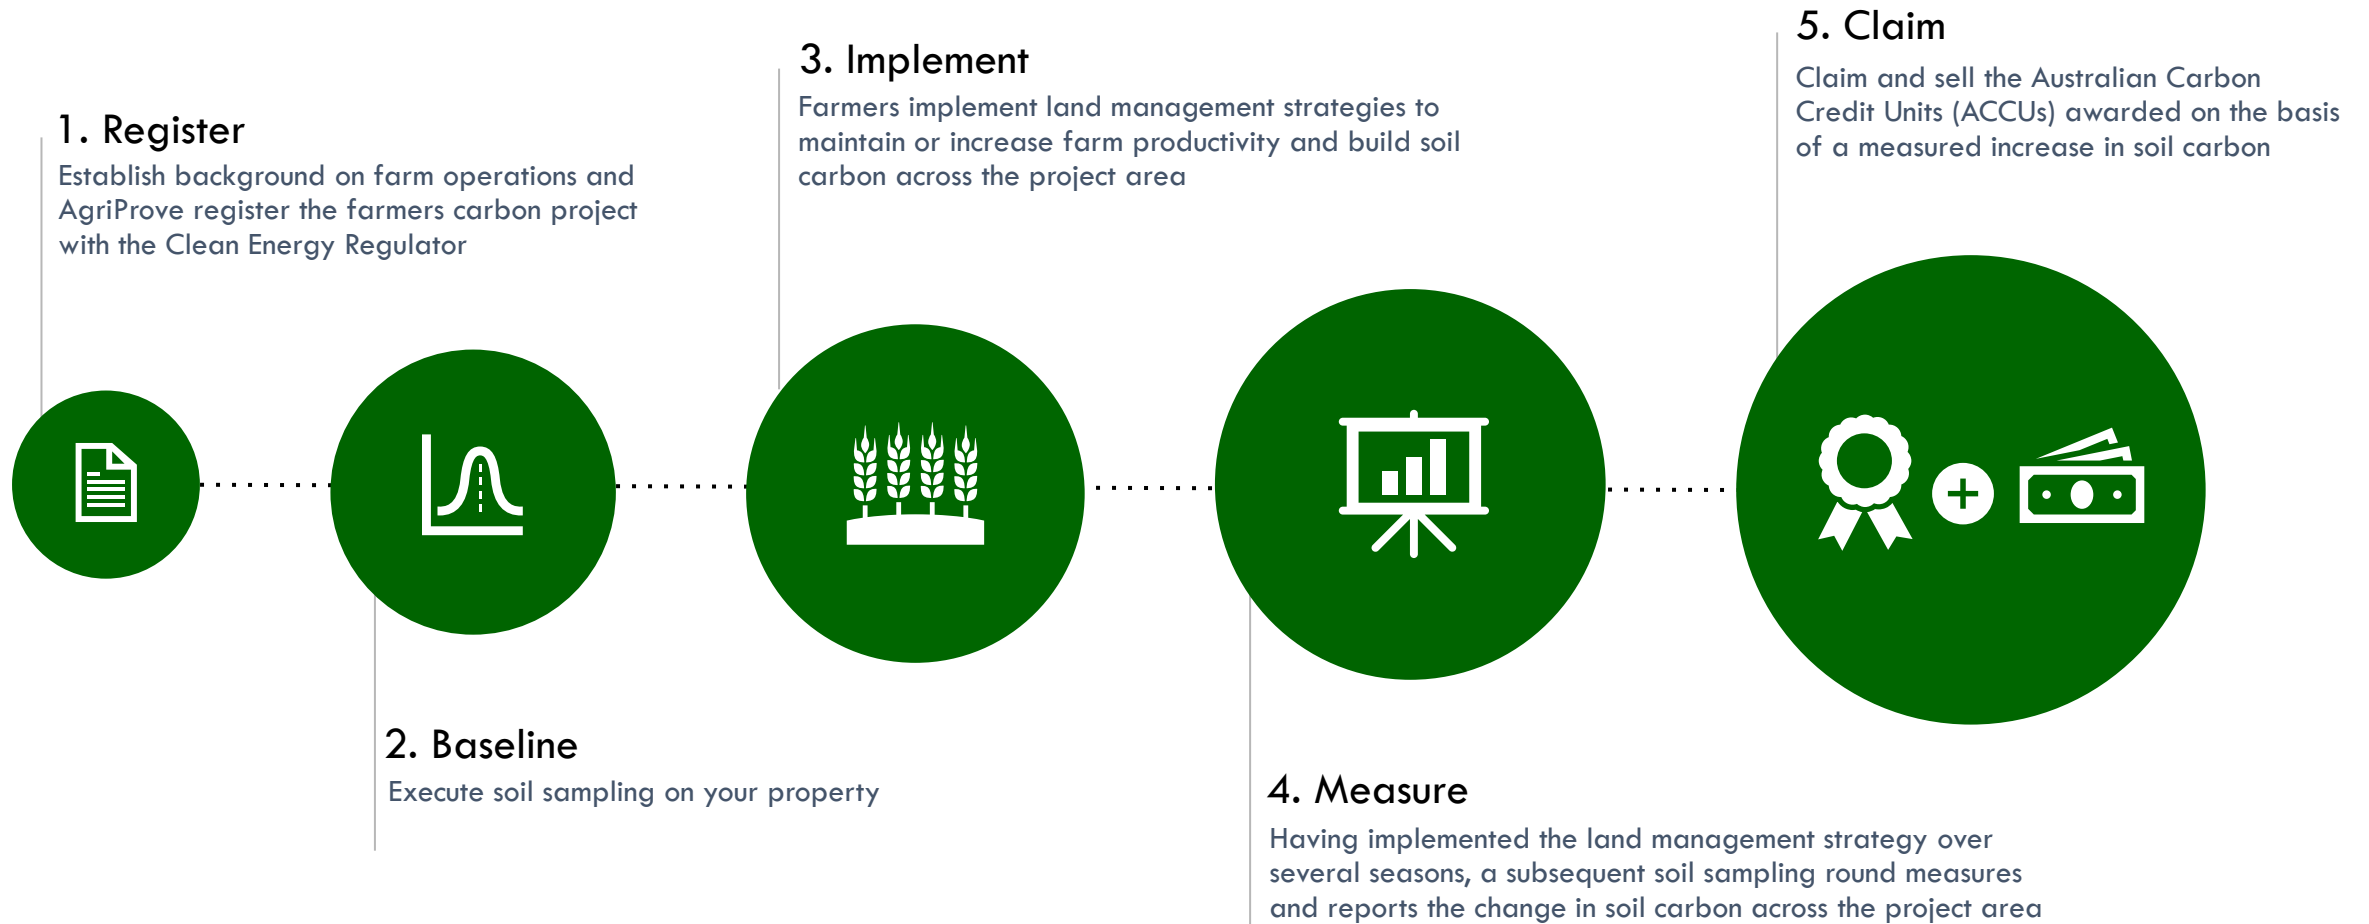 1. Register
Establish background on farm operations and
AgriProve register the farmers carbon project
with the Clean Energy Regulator
2. Baseline
Execute soil sampling on your property
3. Implement
Farmers implement land management strategies to
maintain or increase farm productivity and build soil
carbon across the project area
4. Measure
Having implemented the land management strategy over
several seasons, a subsequent soil sampling round measures
and reports the change in soil carbon across the project area
5. Claim
Claim and sell the Australian Carbon
Credit Units (ACCUs) awarded on the basis
of a measured increase in soil carbon